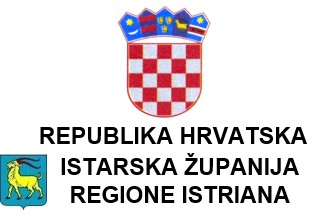 REPUBLIKA HRVATSKA
ISTARSKA ŽUPANIJA
REGIONE ISTRIANA